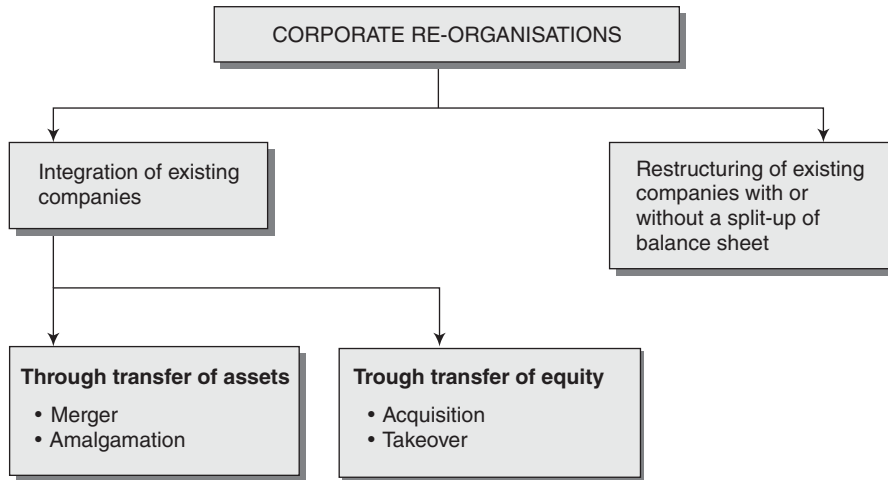 CORPORATE RE-ORGANISATIONS
Integration of existing
companies
Restructuring of existing
companies with or
without a split-up of
balance sheet
Through transfer of assets
• Merger
• Amalgamation
Trough transfer of equity
• Acquisition
• Takeover